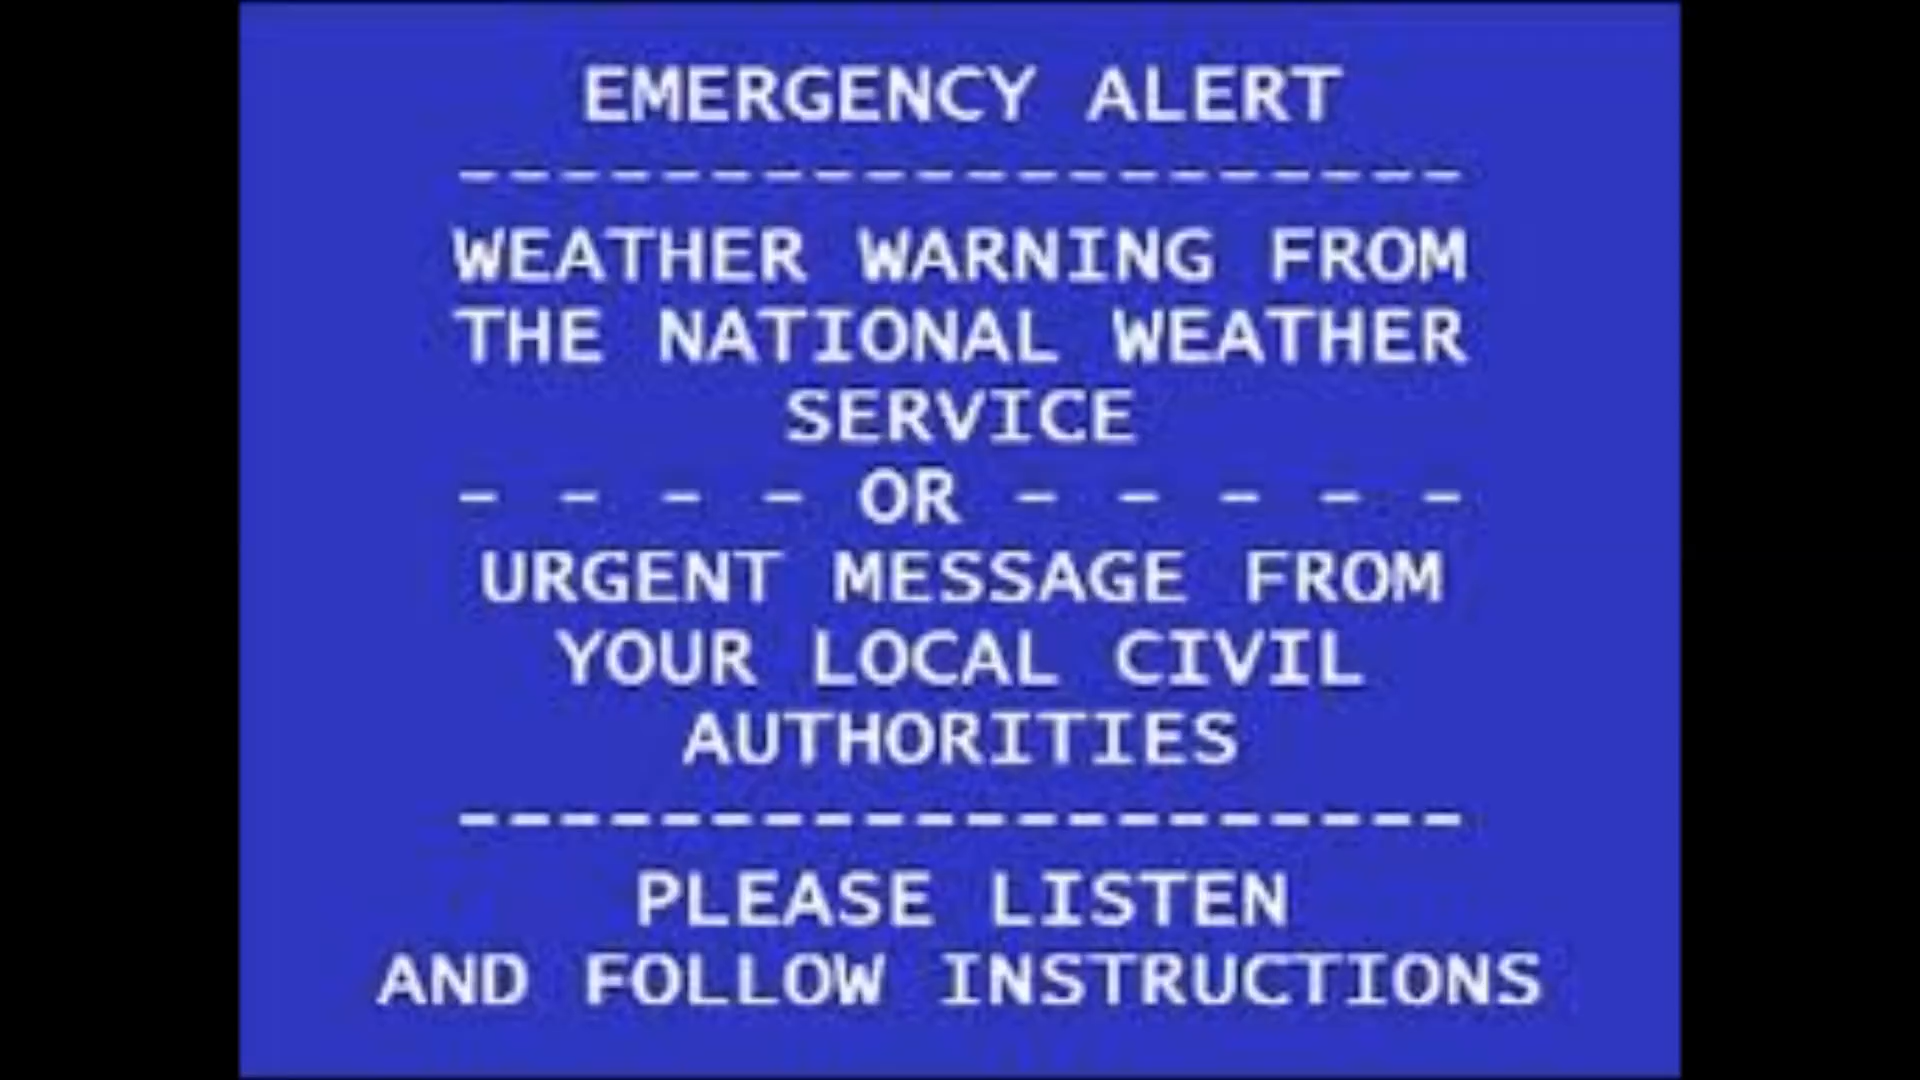 EMERGENCY ALERT
--------------------
WEATHER WARNING FROM
THE NATIONAL WEATHER
SERVICE
- - - - OR - - - - -
URGENT MESSAGE FROM
YOUR LOCAL CIVIL
AUTHORITIES
--------------------
PLEASE LISTEN
AND FOLLOW INSTRUCTIONS